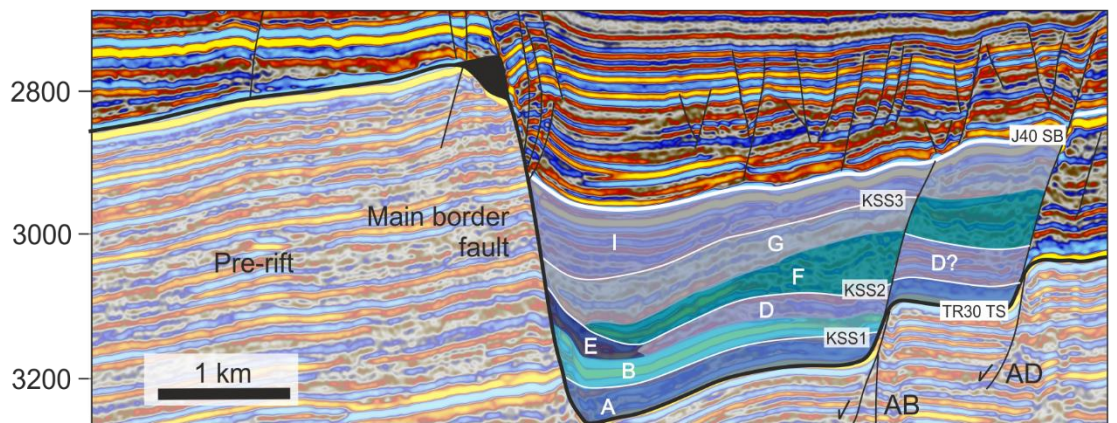 2800
3000
3200
Pre-rift
Main border
fault
1 km
J40 SB
KSS3
I
G
F
D?
KSS2
D
TR30 TS
KSS1
E
B
A
AD
AB